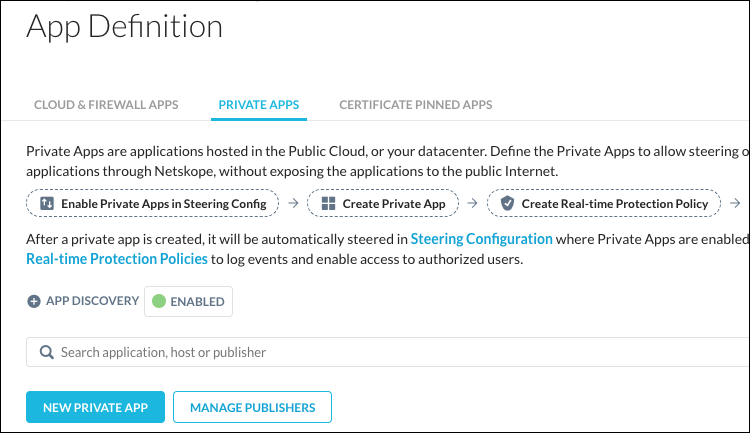 App Definition
CLOUD & FIREWALL APPS PRIVATE APPS CERTIFICATE PINNED APPS
Private Apps are applications hosted in the Public Cloud, or your datacenter. Define the Private Apps to allow steering o
applications through Netskope, without exposing the applications to the public Internet.
Enable Private Apps in Steering Config → Create Private App → Create Real-time Protection Policy →
After a private app is created, it will be automatically steered in Steering Configuration where Private Apps are enabled
Real-time Protection Policies to log events and enable access to authorized users.
APP DISCOVERY ENABLED
Search application, host or publisher
NEW PRIVATE APP MANAGE PUBLISHERS